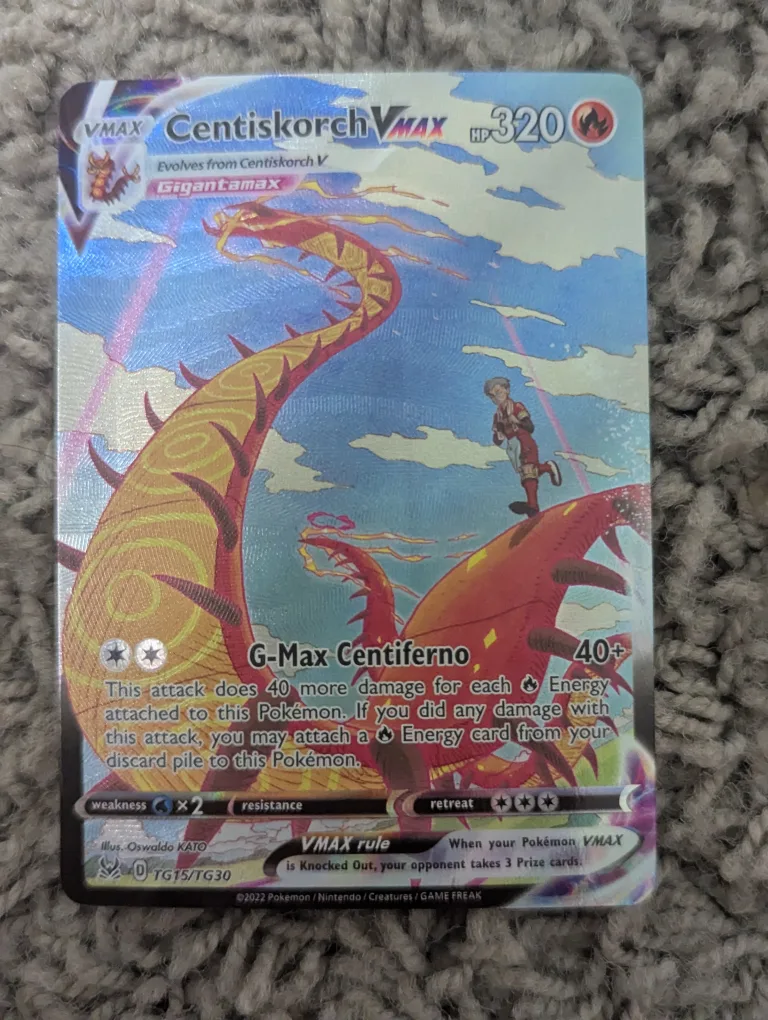 VMAX Centiskorch VMAX HP 320
Evolves from Centiskorch V
Gigantamax
G-Max Centiferno 40+
This attack does 40 more damage for each Energy
attached to this Pokémon. If you did any damage with
this attack, you may attach a Energy card from your
discard pile to this Pokémon.
weakness ×2 resistance retreat
Illus. Oswaldo KATO
VMAX rule When your Pokémon VMAX
is Knocked Out, your opponent takes 3 Prize cards.
D TG15/TG30
©2022 Pokémon / Nintendo / Creatures / GAME FREAK